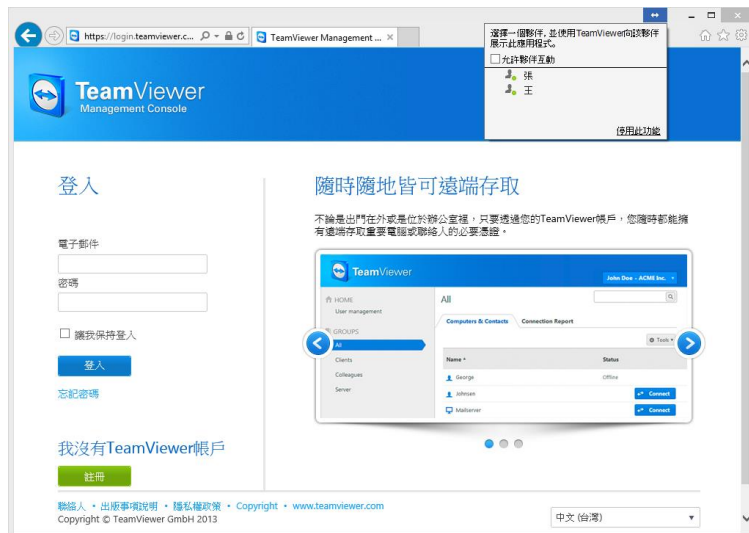 https://login.teamviewer.c...
TeamViewer Management ...
選擇一個夥伴, 並使用TeamViewer向該夥伴
展示此應用程式。
允許夥伴互動
張
王
停用此功能
TeamViewer
Management Console
登入
電子郵件
密碼
讓我保持登入
登入
忘記密碼
我沒有TeamViewer帳戶
註冊
隨時隨地皆可遠端存取
不論是出門在外或是位於辦公室裡，只要透過您的TeamViewer帳戶，您隨時都能擁
有遠端存取重要電腦或聯絡人的必要憑證。
TeamViewer
John Doe - ACME Inc.
HOME
User management
GROUPS
All
Clients
Colleagues
Server
All
Computers & Contacts
Connection Report
Tools
Name
Status
George
Offline
Johnsen
Connect
Mailserver
Connect
聯絡人 • 出版事項說明 • 隱私權政策 • Copyright • www.teamviewer.com
Copyright © TeamViewer GmbH 2013
中文 (台灣)